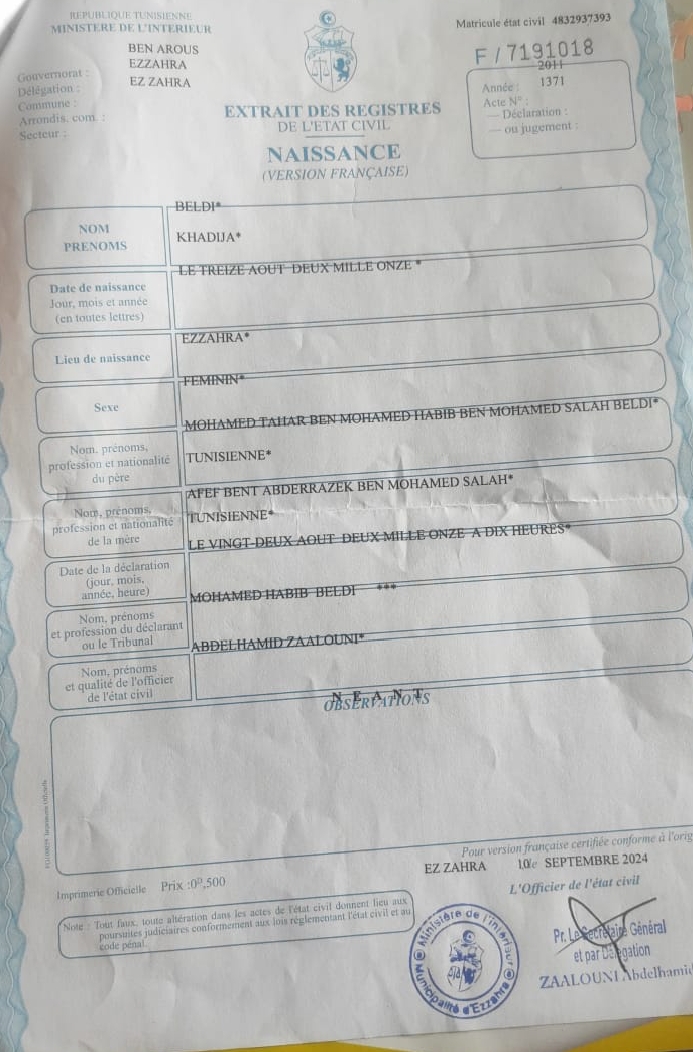 REPUBLIQUE TUNISIENNE
MINISTERE DE L'INTERIEUR
Matricule état civil 4832937393
Gouvernorat : BEN AROUS
Délégation : EZZAHRA
Commune : EZ ZAHRA
Arrondis. com. :
Secteur :
F / 7191018
Année : 2011
Acte N° : 1371
— Déclaration :
— ou jugement :
EXTRAIT DES REGISTRES
DE L'ETAT CIVIL
NAISSANCE
(VERSION FRANÇAISE)
NOM
PRENOMS
BELDI*
KHADIJA*
Date de naissance
Jour, mois et année
(en toutes lettres)
LE TREIZE AOUT DEUX MILLE ONZE *
Lieu de naissance
EZZAHRA*
Sexe
FEMININ*
Nom, prénoms,
profession et nationalité
du père
MOHAMED TAHAR BEN MOHAMED HABIB BEN MOHAMED SALAH BELDI*
TUNISIENNE*
Nom, prénoms,
profession et nationalité
de la mère
AFEF BENT ABDERRAZEK BEN MOHAMED SALAH*
TUNISIENNE*
Date de la déclaration
(jour, mois,
année, heure)
LE VINGT-DEUX AOUT DEUX MILLE ONZE A DIX HEURES*
Nom, prénoms
et profession du déclarant
ou le Tribunal
MOHAMED HABIB BELDI ***
Nom, prénoms
et qualité de l'officier
de l'état civil
ABDELHAMID ZAALOUNI*
N E A N T
OBSERVATIONS
Pour version française certifiée conforme à l'orig
EZ ZAHRA 10 le SEPTEMBRE 2024
L'Officier de l'état civil
Imprimerie Officielle Prix :0ᴰ,500
Note : Tout faux, toute altération dans les actes de l'état civil donnent lieu aux
poursuites judiciaires conformément aux lois réglementant l'état civil et au
code pénal.
Ministère de l'intérieur
Municipalité d'Ezzahra
Pr. Le Secrétaire Général
et par Délégation
ZAALOUNI Abdelhamid